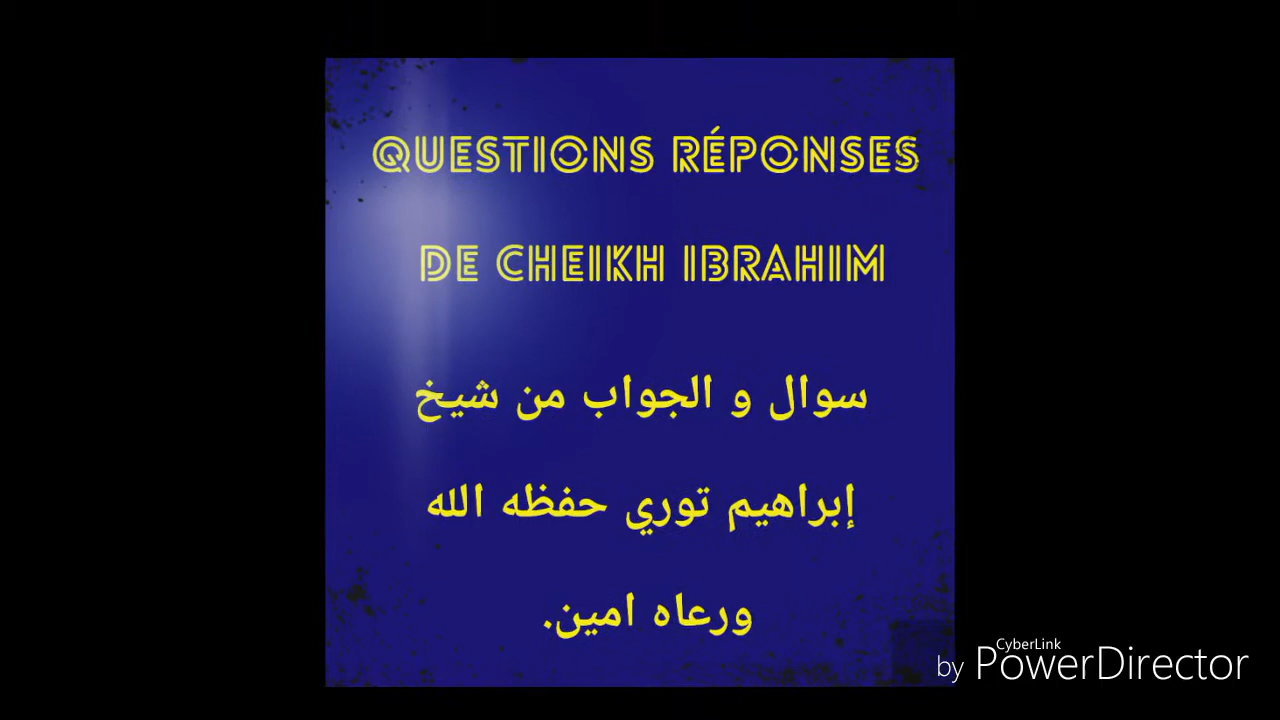 QUESTIONS RÉPONSES
DE CHEIKH IBRAHIM
سوال و الجواب من شيخ
إبراهيم توري حفظه الله
ورعاه امين.
CyberLink
by PowerDirector